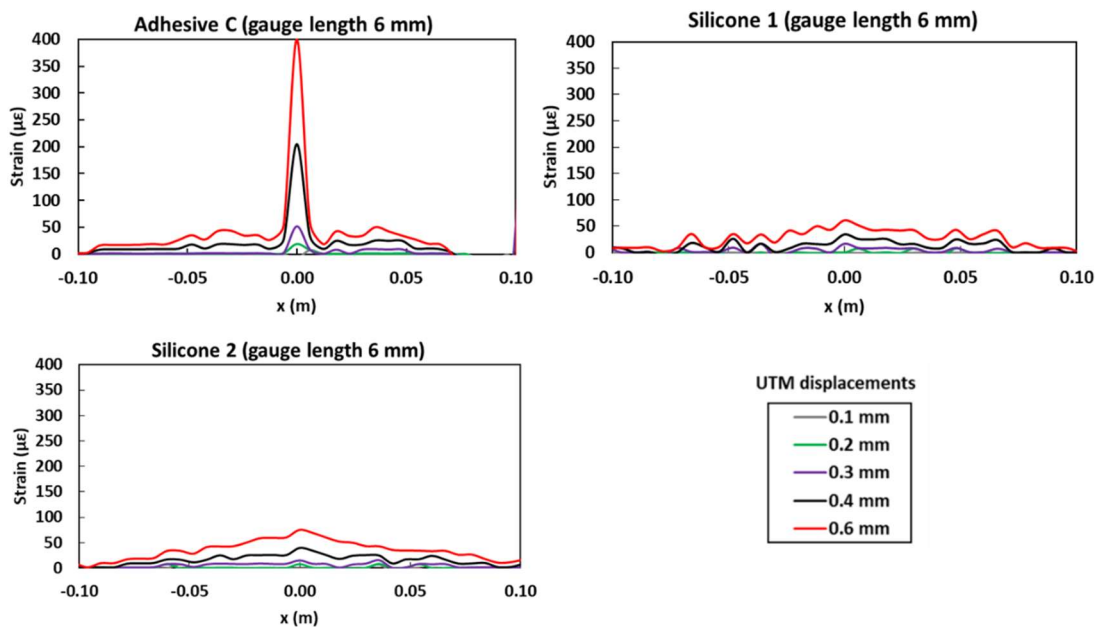 Adhesive C (gauge length 6 mm)
400
350
300
250
200
150
100
50
0
Strain (με)
-0.10
-0.05
0.00
0.05
0.10
x (m)
Silicone 1 (gauge length 6 mm)
400
350
300
250
200
150
100
50
0
Strain (με)
-0.10
-0.05
0.00
0.05
0.10
x (m)
Silicone 2 (gauge length 6 mm)
400
350
300
250
200
150
100
50
0
Strain (με)
-0.10
-0.05
0.00
0.05
0.10
x (m)
UTM displacements
0.1 mm
0.2 mm
0.3 mm
0.4 mm
0.6 mm